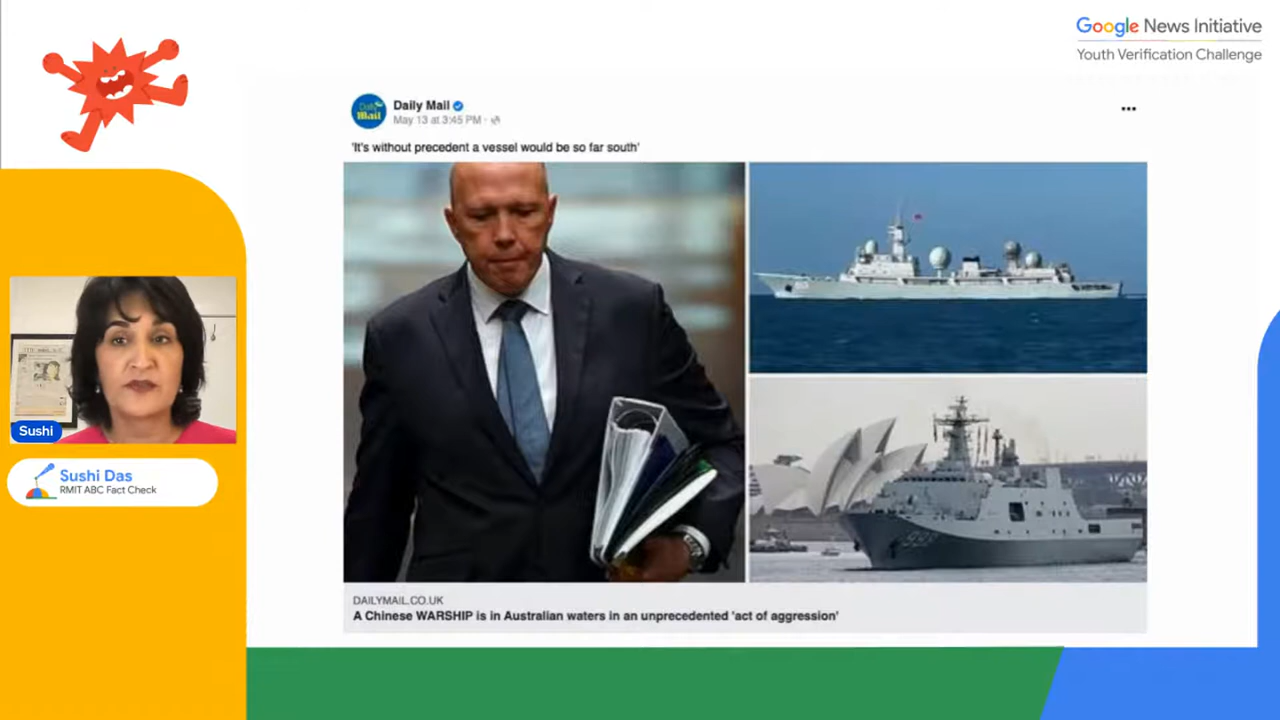 Google News Initiative
Youth Verification Challenge
Daily Mail
Daily Mail
May 13 at 3:45 PM ·
'It's without precedent a vessel would be so far south'
Sushi
Sushi Das
RMIT ABC Fact Check
DAILYMAIL.CO.UK
A Chinese WARSHIP is in Australian waters in an unprecedented 'act of aggression'